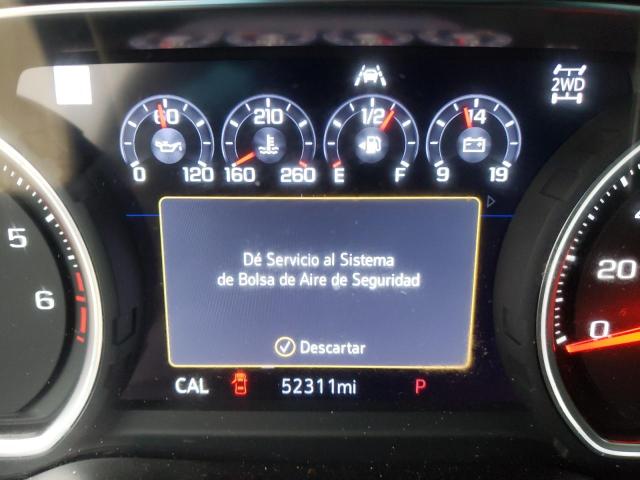 2WD
60
210
1/2
14
0 120
160 260
E F
9 19
5
6
20
0
Dé Servicio al Sistema
de Bolsa de Aire de Seguridad
Descartar
CAL 52311mi P